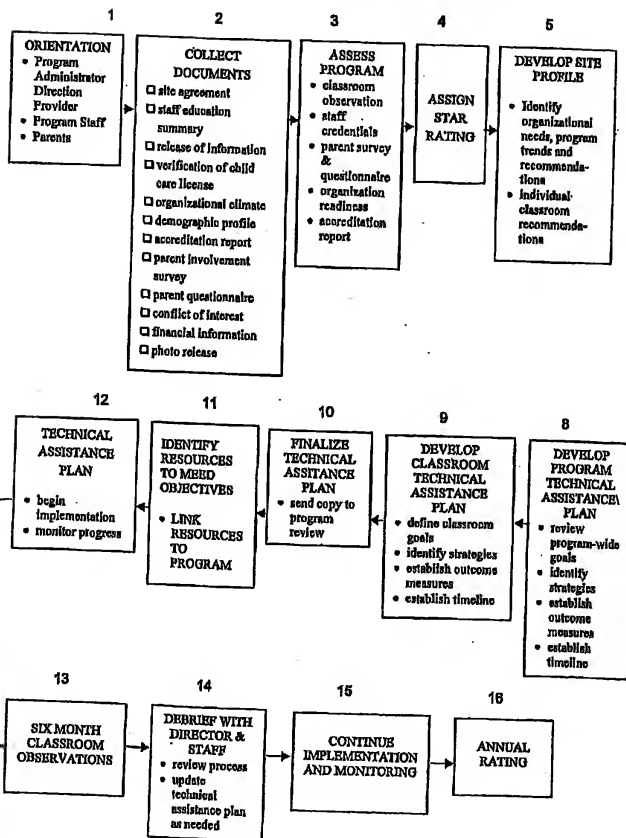 1
ORIENTATION
• Program
Administrator
Direction
Provider
• Program Staff
• Parents
2
COLLECT
DOCUMENTS
☐ site agreement
☐ staff education
summary
☐ release of information
☐ verification of child
care license
☐ organizational climate
☐ demographic profile
☐ accreditation report
☐ parent involvement
survey
☐ parent questionnaire
☐ conflict of interest
☐ financial information
☐ photo release
3
ASSESS
PROGRAM
• classroom
observation
• staff
credentials
• parent survey
& questionnaire
• organization
readiness
• accreditation
report
4
ASSIGN
STAR
RATING
5
DEVELOP SITE
PROFILE
• Identify
organizational
needs, program
trends and
recommenda-
tions
• individual
classroom
recommenda-
tions
12
TECHNICAL
ASSISTANCE
PLAN
• begin
implementation
• monitor progress
11
IDENTIFY
RESOURCES
TO MEED
OBJECTIVES
• LINK
RESOURCES
TO
PROGRAM
10
FINALIZE
TECHNICAL
ASSITANCE
PLAN
• send copy to
program
review
9
DEVELOP
CLASSROOM
TECHNICAL
ASSISTANCE
PLAN
• define classroom
goals
• identify strategies
• establish outcome
measures
• establish timeline
8
DEVELOP
PROGRAM
TECHNICAL
ASSISTANCE\
PLAN
• review
program-wide
goals
• identify
strategies
• establish
outcome
measures
• establish
timeline
13
SIX MONTH
CLASSROOM
OBSERVATIONS
14
DEBRIEF WITH
DIRECTOR &
STAFF
• review process
• update
technical
assistance plan
as needed
15
CONTINUE
IMPLEMENTATION
AND MONITORING
16
ANNUAL
RATING